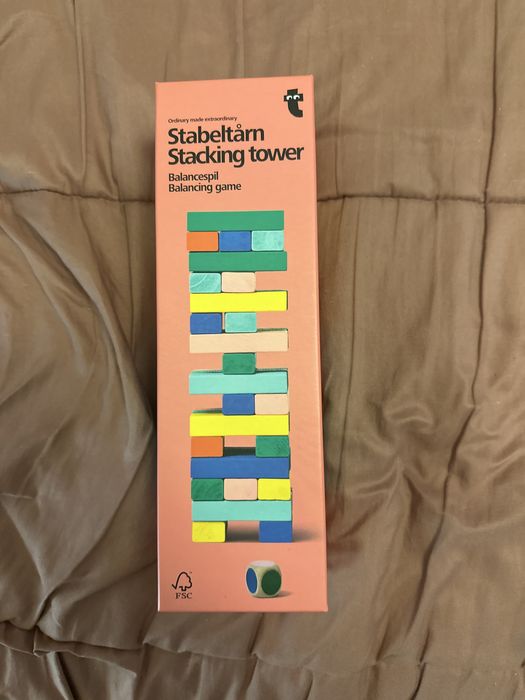 Ordinary made extraordinary
Stabeltårn
Stacking tower
Balancespil
Balancing game
FSC